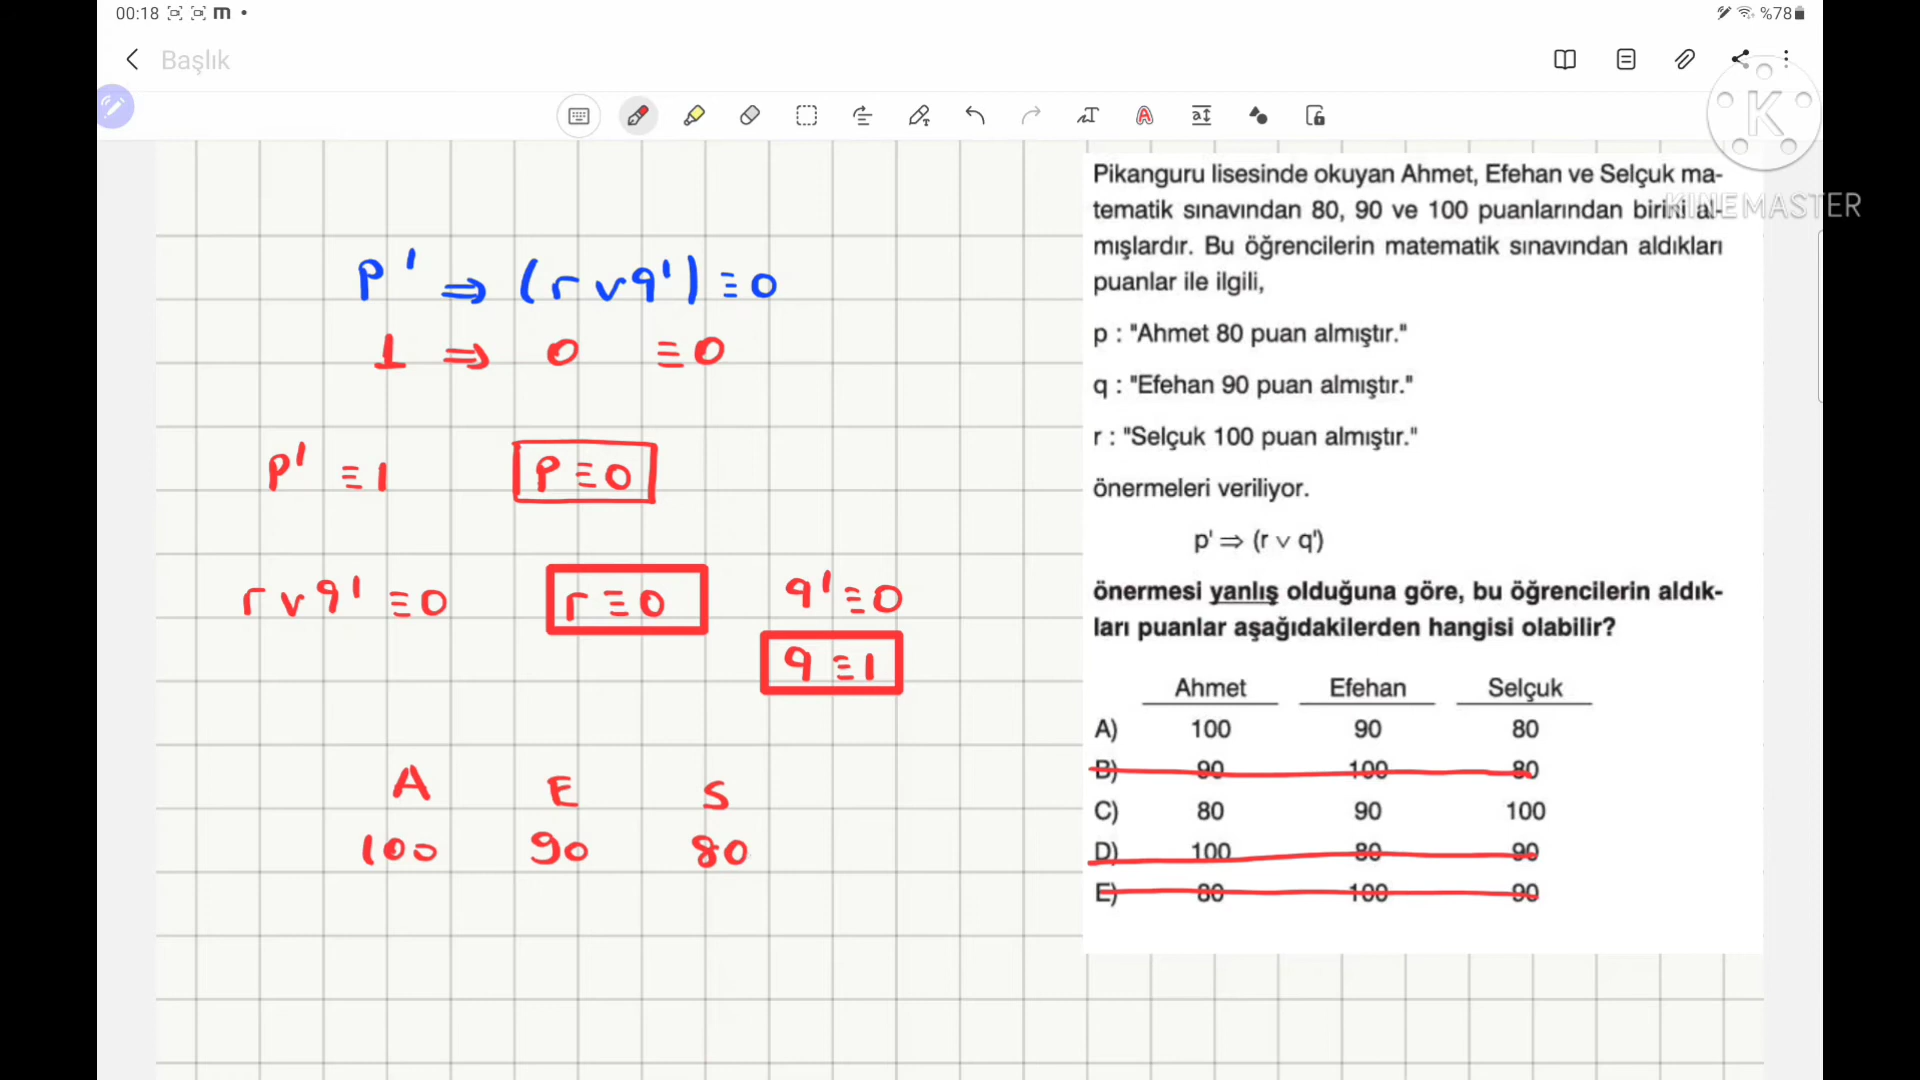 00:18
%78
Başlık
K
KINEMASTER
p' ⇒ (r v q') ≡ 0
1 ⇒ 0 ≡ 0
p' ≡ 1 p ≡ 0
r v q' ≡ 0 r ≡ 0 q' ≡ 0
q ≡ 1
A E S
100 90 80
Pikanguru lisesinde okuyan Ahmet, Efehan ve Selçuk ma-
tematik sınavından 80, 90 ve 100 puanlarından birini al-
mışlardır. Bu öğrencilerin matematik sınavından aldıkları
puanlar ile ilgili,
p : "Ahmet 80 puan almıştır."
q : "Efehan 90 puan almıştır."
r : "Selçuk 100 puan almıştır."
önermeleri veriliyor.
p' ⇒ (r ∨ q')
önermesi yanlış olduğuna göre, bu öğrencilerin aldık-
ları puanlar aşağıdakilerden hangisi olabilir?
Ahmet Efehan Selçuk
A) 100 90 80
B) 90 100 80
C) 80 90 100
D) 100 80 90
E) 80 100 90